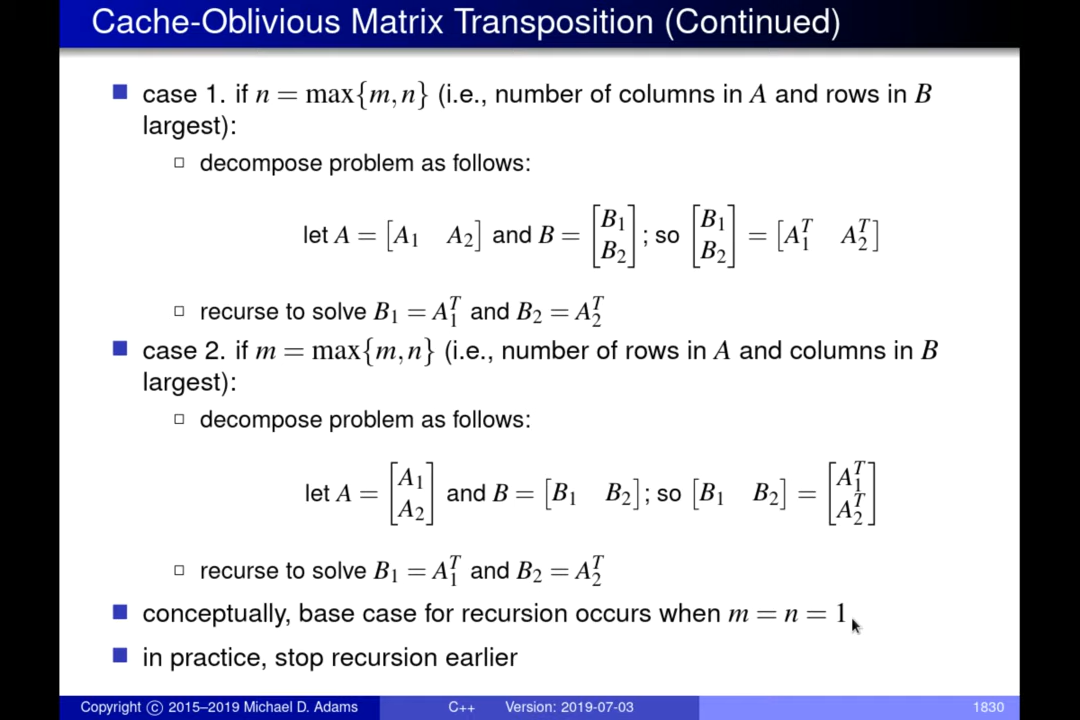 Cache-Oblivious Matrix Transposition (Continued)
case 1. if n = max{m,n} (i.e., number of columns in A and rows in B
largest):
decompose problem as follows:
let A = [A₁ A₂] and B = [B₁ B₂]; so [B₁ B₂] = [A₁ᵀ A₂ᵀ]
recurse to solve B₁ = A₁ᵀ and B₂ = A₂ᵀ
case 2. if m = max{m,n} (i.e., number of rows in A and columns in B
largest):
decompose problem as follows:
let A = [A₁ A₂] and B = [B₁ B₂]; so [B₁ B₂] = [A₁ᵀ A₂ᵀ]
recurse to solve B₁ = A₁ᵀ and B₂ = A₂ᵀ
conceptually, base case for recursion occurs when m = n = 1
in practice, stop recursion earlier
Copyright © 2015–2019 Michael D. Adams C++ Version: 2019-07-03 1830